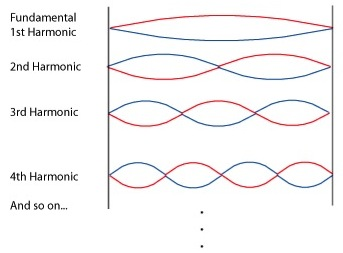 Fundamental
1st Harmonic
2nd Harmonic
3rd Harmonic
4th Harmonic
And so on...